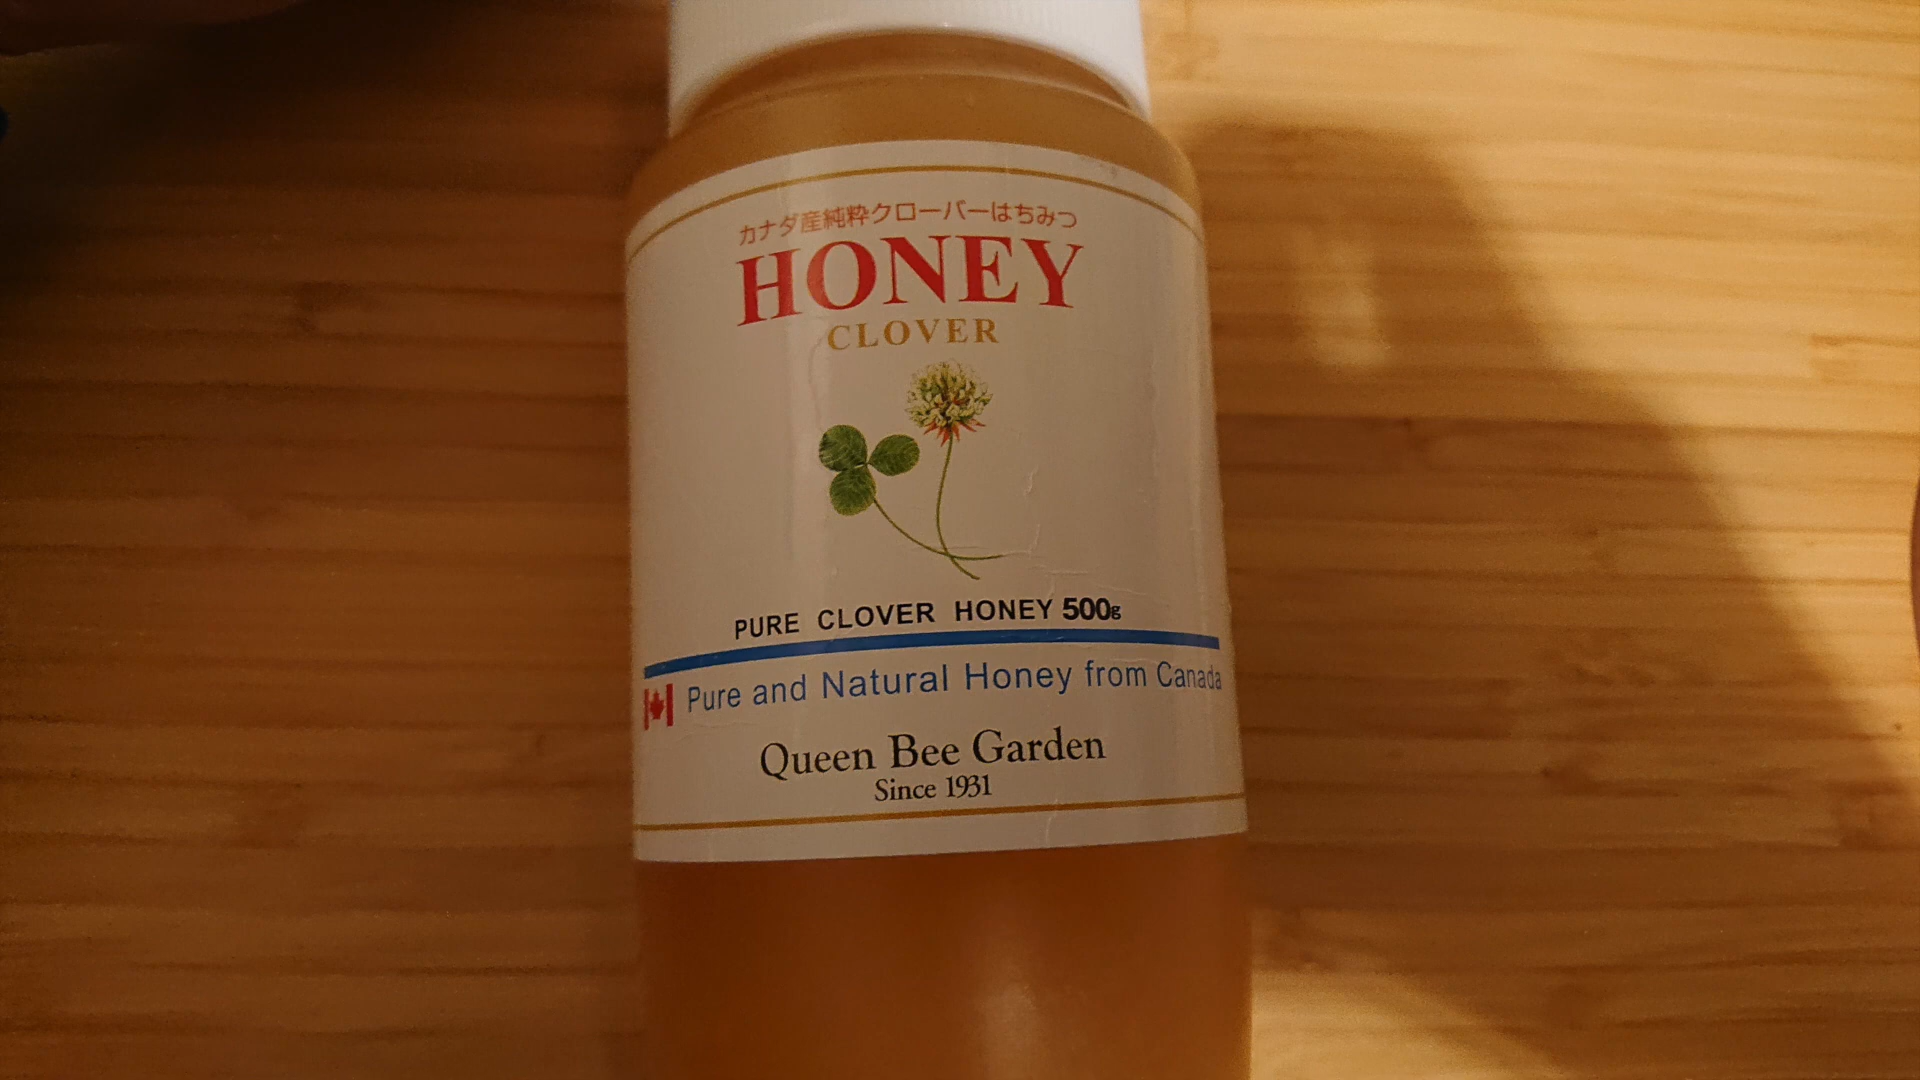 カナダ産純粋クローバーはちみつ
HONEY
CLOVER
PURE CLOVER HONEY 500g
Pure and Natural Honey from Canada
Queen Bee Garden
Since 1931